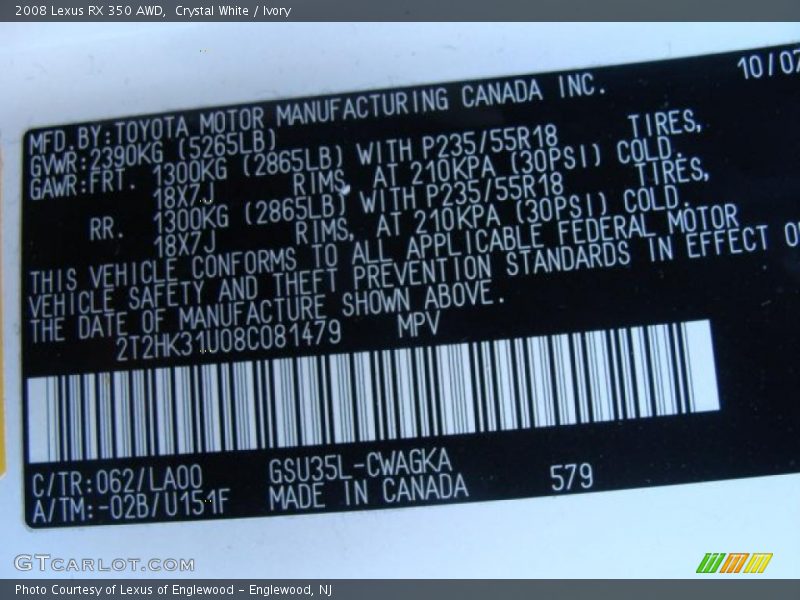 2008 Lexus RX 350 AWD,  Crystal White / Ivory
10/07
MFD.BY:TOYOTA MOTOR MANUFACTURING CANADA INC.
GVWR:2390KG (5265LB)
GAWR:FRT. 1300KG (2865LB) WITH P235/55R18 TIRES,
18X7J RIMS, AT 210KPA (30PSI) COLD.
RR. 1300KG (2865LB) WITH P235/55R18 TIRES,
18X7J RIMS, AT 210KPA (30PSI) COLD.
THIS VEHICLE CONFORMS TO ALL APPLICABLE FEDERAL MOTOR
VEHICLE SAFETY AND THEFT PREVENTION STANDARDS IN EFFECT
THE DATE OF MANUFACTURE SHOWN ABOVE.
2T2HK31U08C081479 MPV
C/TR:062/LA00 GSU35L-CWAGKA 579
A/TM:-02B/U151F MADE IN CANADA
GTCARLOT.COM
Photo Courtesy of Lexus of Englewood - Englewood, NJ